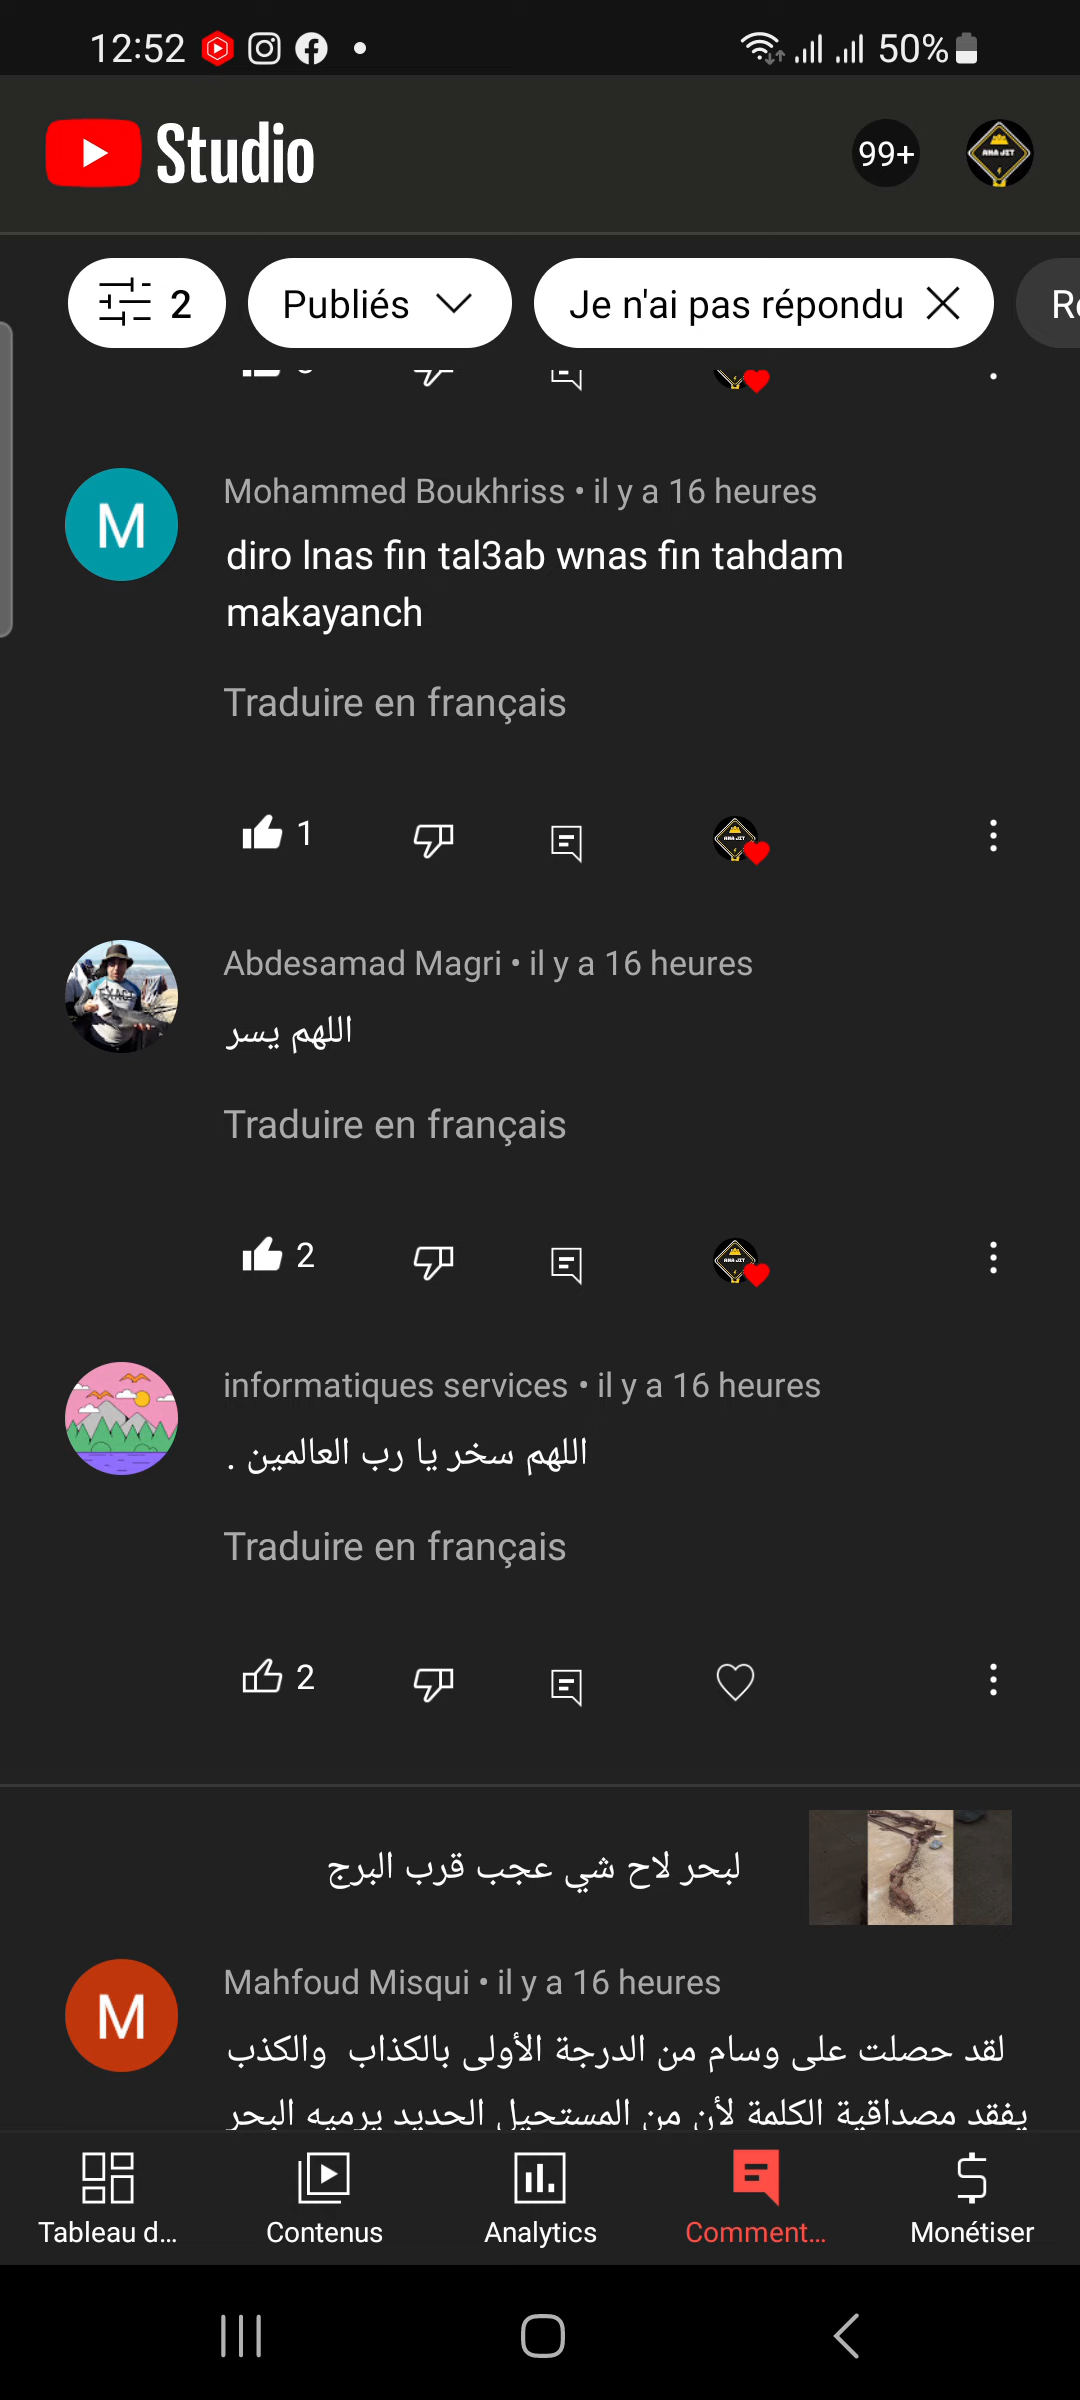 12:52 50%
Studio 99+
2 Publiés Je n'ai pas répondu
Mohammed Boukhriss • il y a 16 heures
diro lnas fin tal3ab wnas fin tahdam
makayanch
Traduire en français
1
Abdesamad Magri • il y a 16 heures
اللهم يسر
Traduire en français
2
informatiques services • il y a 16 heures
اللهم سخر يا رب العالمين .
Traduire en français
2
لبحر لاح شي عجب قرب البرج
Mahfoud Misqui • il y a 16 heures
لقد حصلت على وسام من الدرجة الأولى بالكذاب والكذب
يفقد مصداقية الكلمة لأن من المستحيل الحديد يرميه البحر
Tableau d... Contenus Analytics Comment... Monétiser